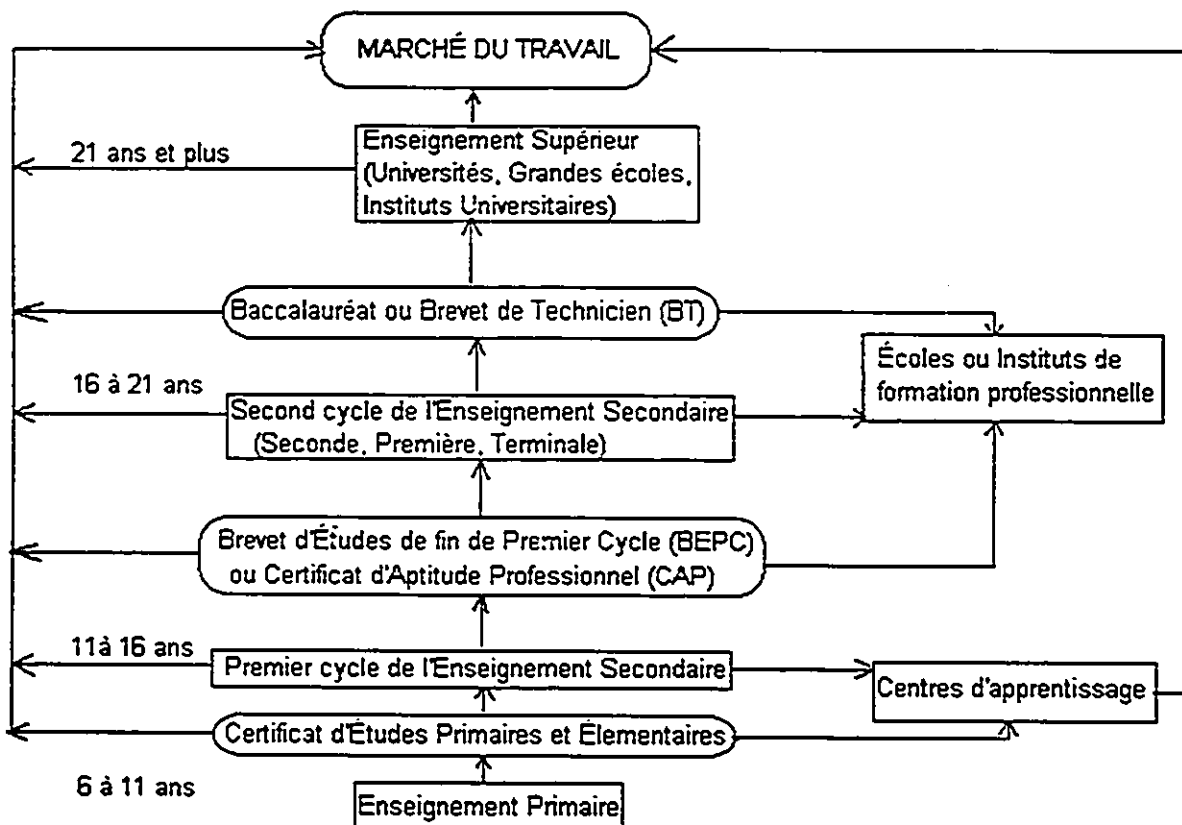 MARCHÉ DU TRAVAIL
21 ans et plus
Enseignement Supérieur
(Universités, Grandes écoles,
Instituts Universitaires)
Baccalauréat ou Brevet de Technicien (BT)
Écoles ou Instituts de
formation professionnelle
16 à 21 ans
Second cycle de l'Enseignement Secondaire
(Seconde, Première, Terminale)
Brevet d'Études de fin de Premier Cycle (BEPC)
ou Certificat d'Aptitude Professionnel (CAP)
11à 16 ans
Premier cycle de l'Enseignement Secondaire
Centres d'apprentissage
Certificat d'Études Primaires et Élementaires
6 à 11 ans
Enseignement Primaire